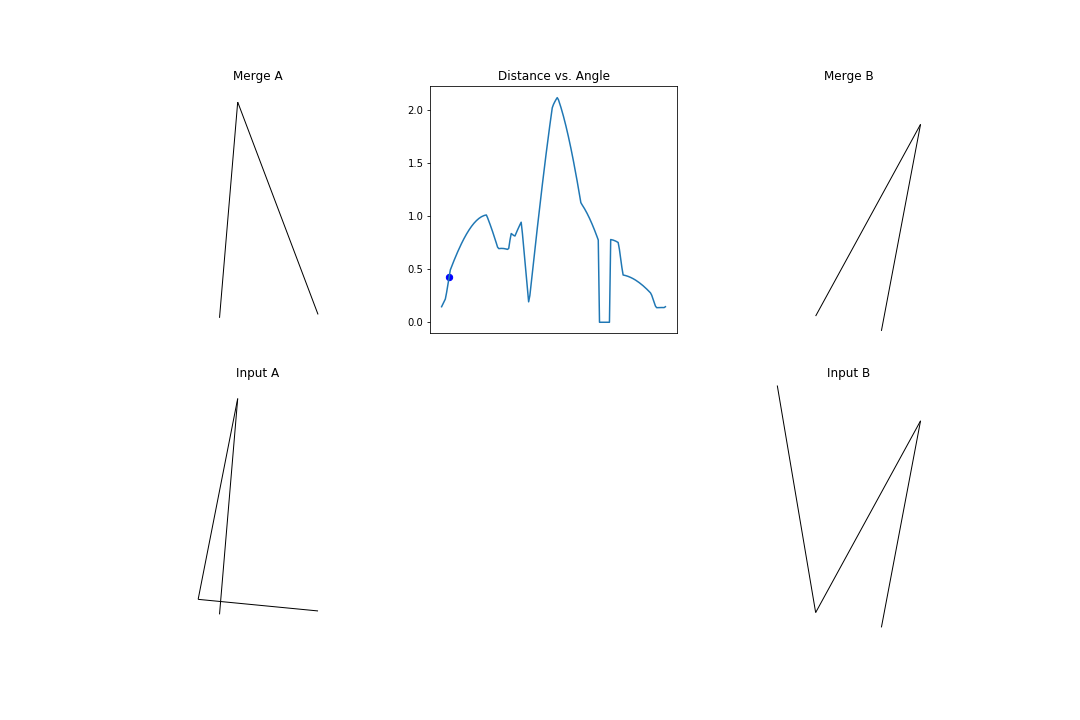 Merge A
Distance vs. Angle
Merge B
2.0
1.5
1.0
0.5
0.0
Input A
Input B